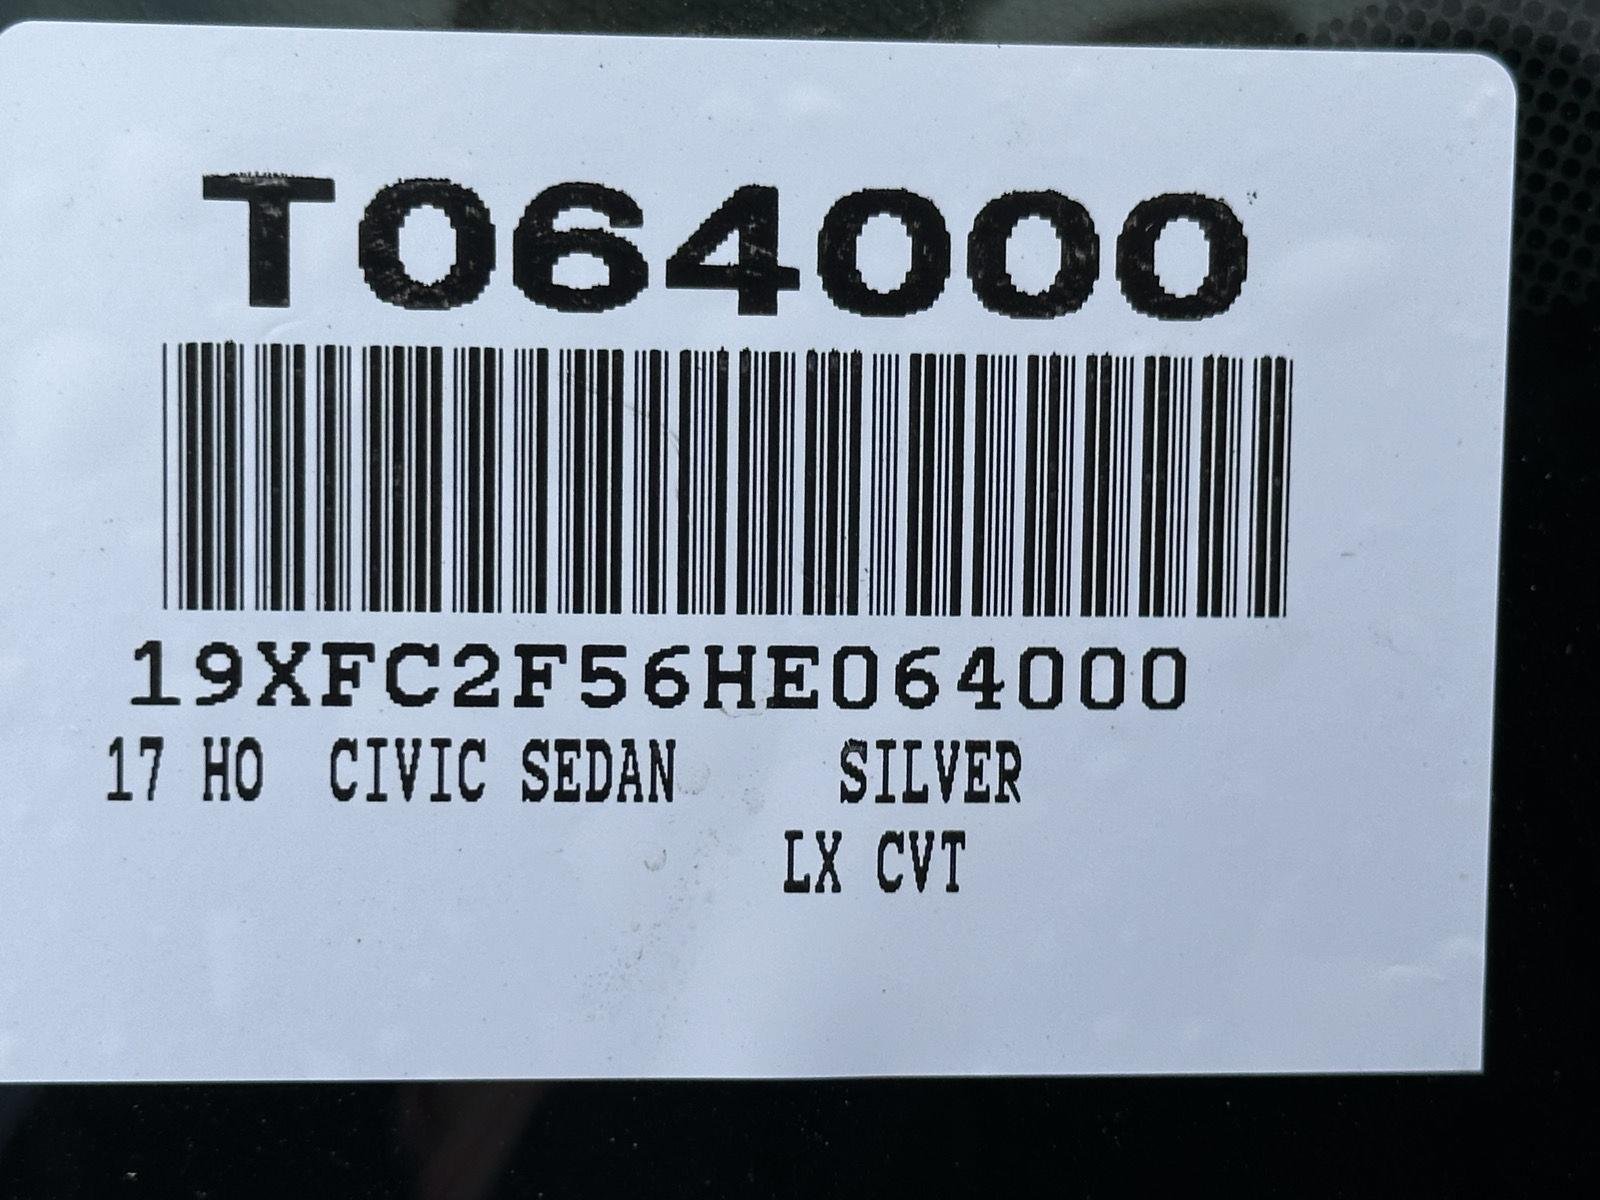 T064000
19XFC2F56HE064000
17 HO CIVIC SEDAN SILVER
LX CVT